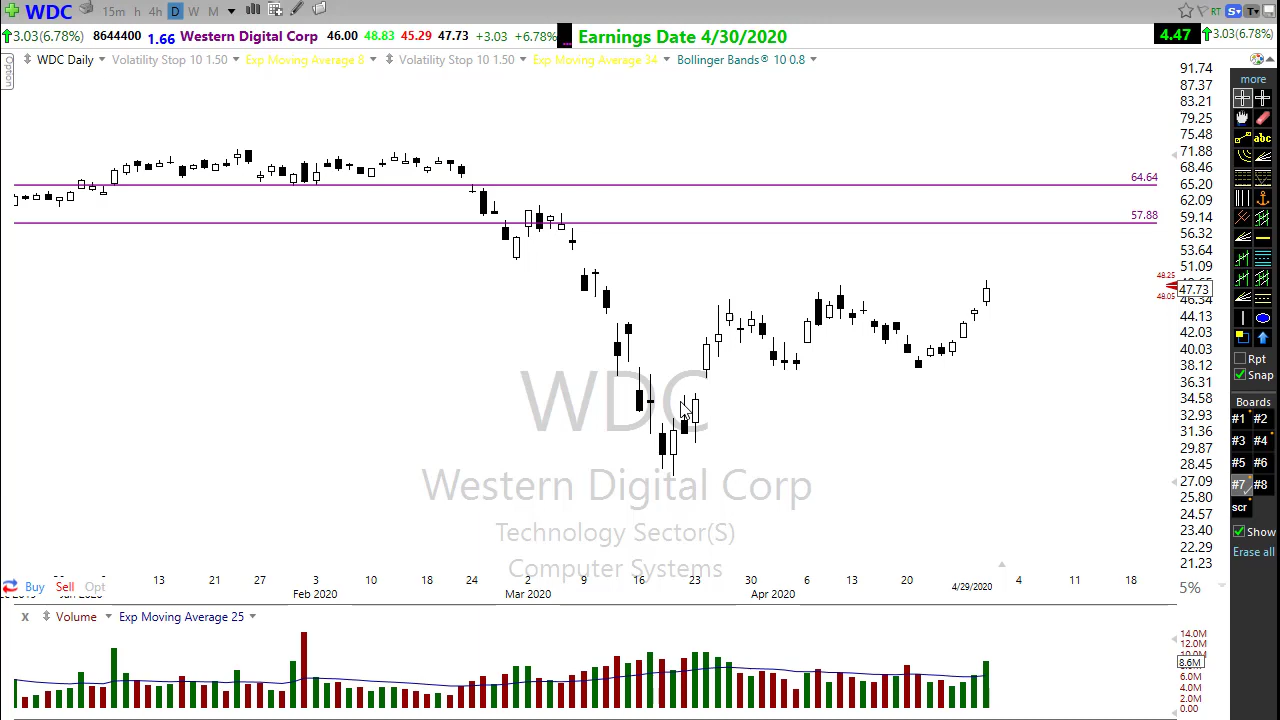 WDC 15m h 4h D W M RT S T
3.03(6.78%) 8644400 1.66 Western Digital Corp 46.00 48.83 45.29 47.73 +3.03 +6.78% Earnings Date 4/30/2020 4.47 3.03(6.78%)
Option
WDC Daily Volatility Stop 10 1.50 Exp Moving Average 8 Volatility Stop 10 1.50 Exp Moving Average 34 Bollinger Bands® 10 0.8
91.74
87.37
83.21
79.25
75.48
71.88
68.46
65.20
62.09
59.14
56.32
53.64
51.09
47.73
46.34
44.13
42.03
40.03
38.12
36.31
34.58
32.93
31.36
29.87
28.45
27.09
25.80
24.57
23.40
22.29
21.23
64.64
57.88
48.25
48.05
WDC
Western Digital Corp
Technology Sector(S)
Computer Systems
more
abc
Rpt
Snap
Boards
#1 #2
#3 #4
#5 #6
#7 #8
scr
Show
Erase all
Buy Sell Opt
13 21 27 3 10 18 24 2 9 16 23 30 6 13 20 4/29/2020 4 11 18
Feb 2020 Mar 2020 Apr 2020
5%
x Volume Exp Moving Average 25
14.0M
12.0M
8.6M
6.0M
4.0M
2.0M
0.00